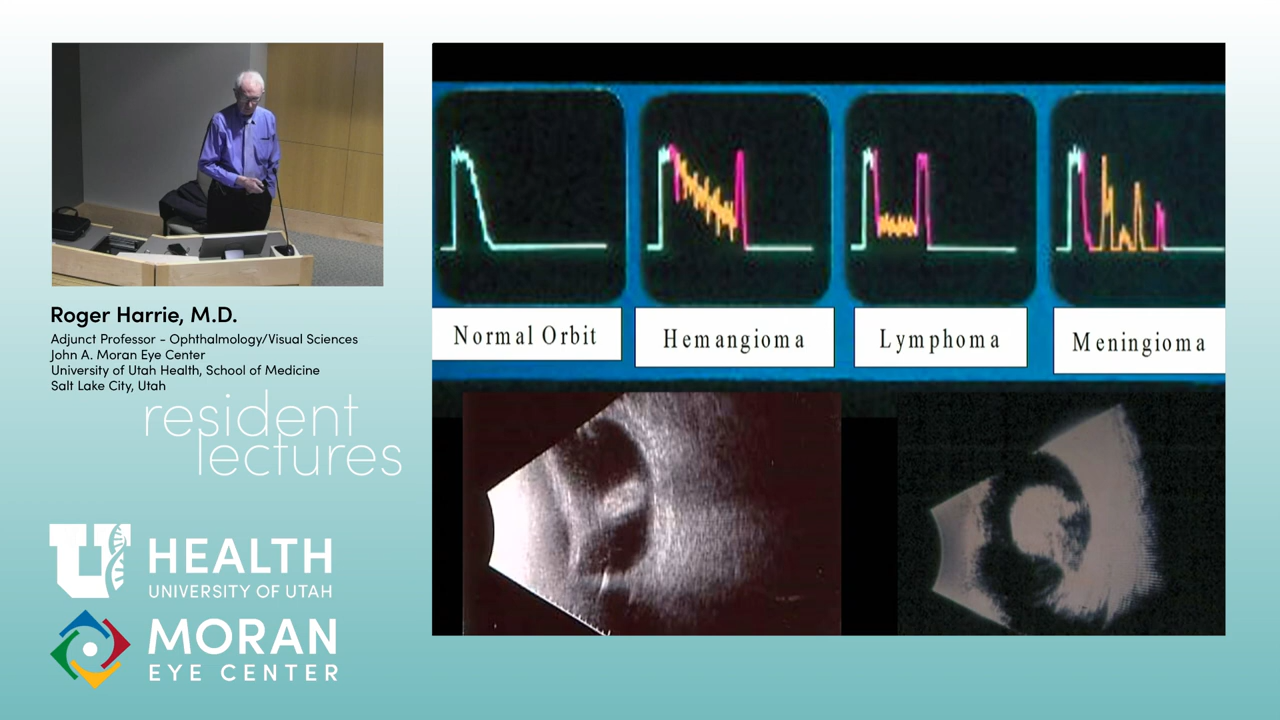 Roger Harrie, M.D.
Adjunct Professor - Ophthalmology/Visual Sciences
John A. Moran Eye Center
University of Utah Health, School of Medicine
Salt Lake City, Utah
resident
lectures
U HEALTH
UNIVERSITY OF UTAH
MORAN
EYE CENTER
Normal Orbit
Hemangioma
Lymphoma
Meningioma